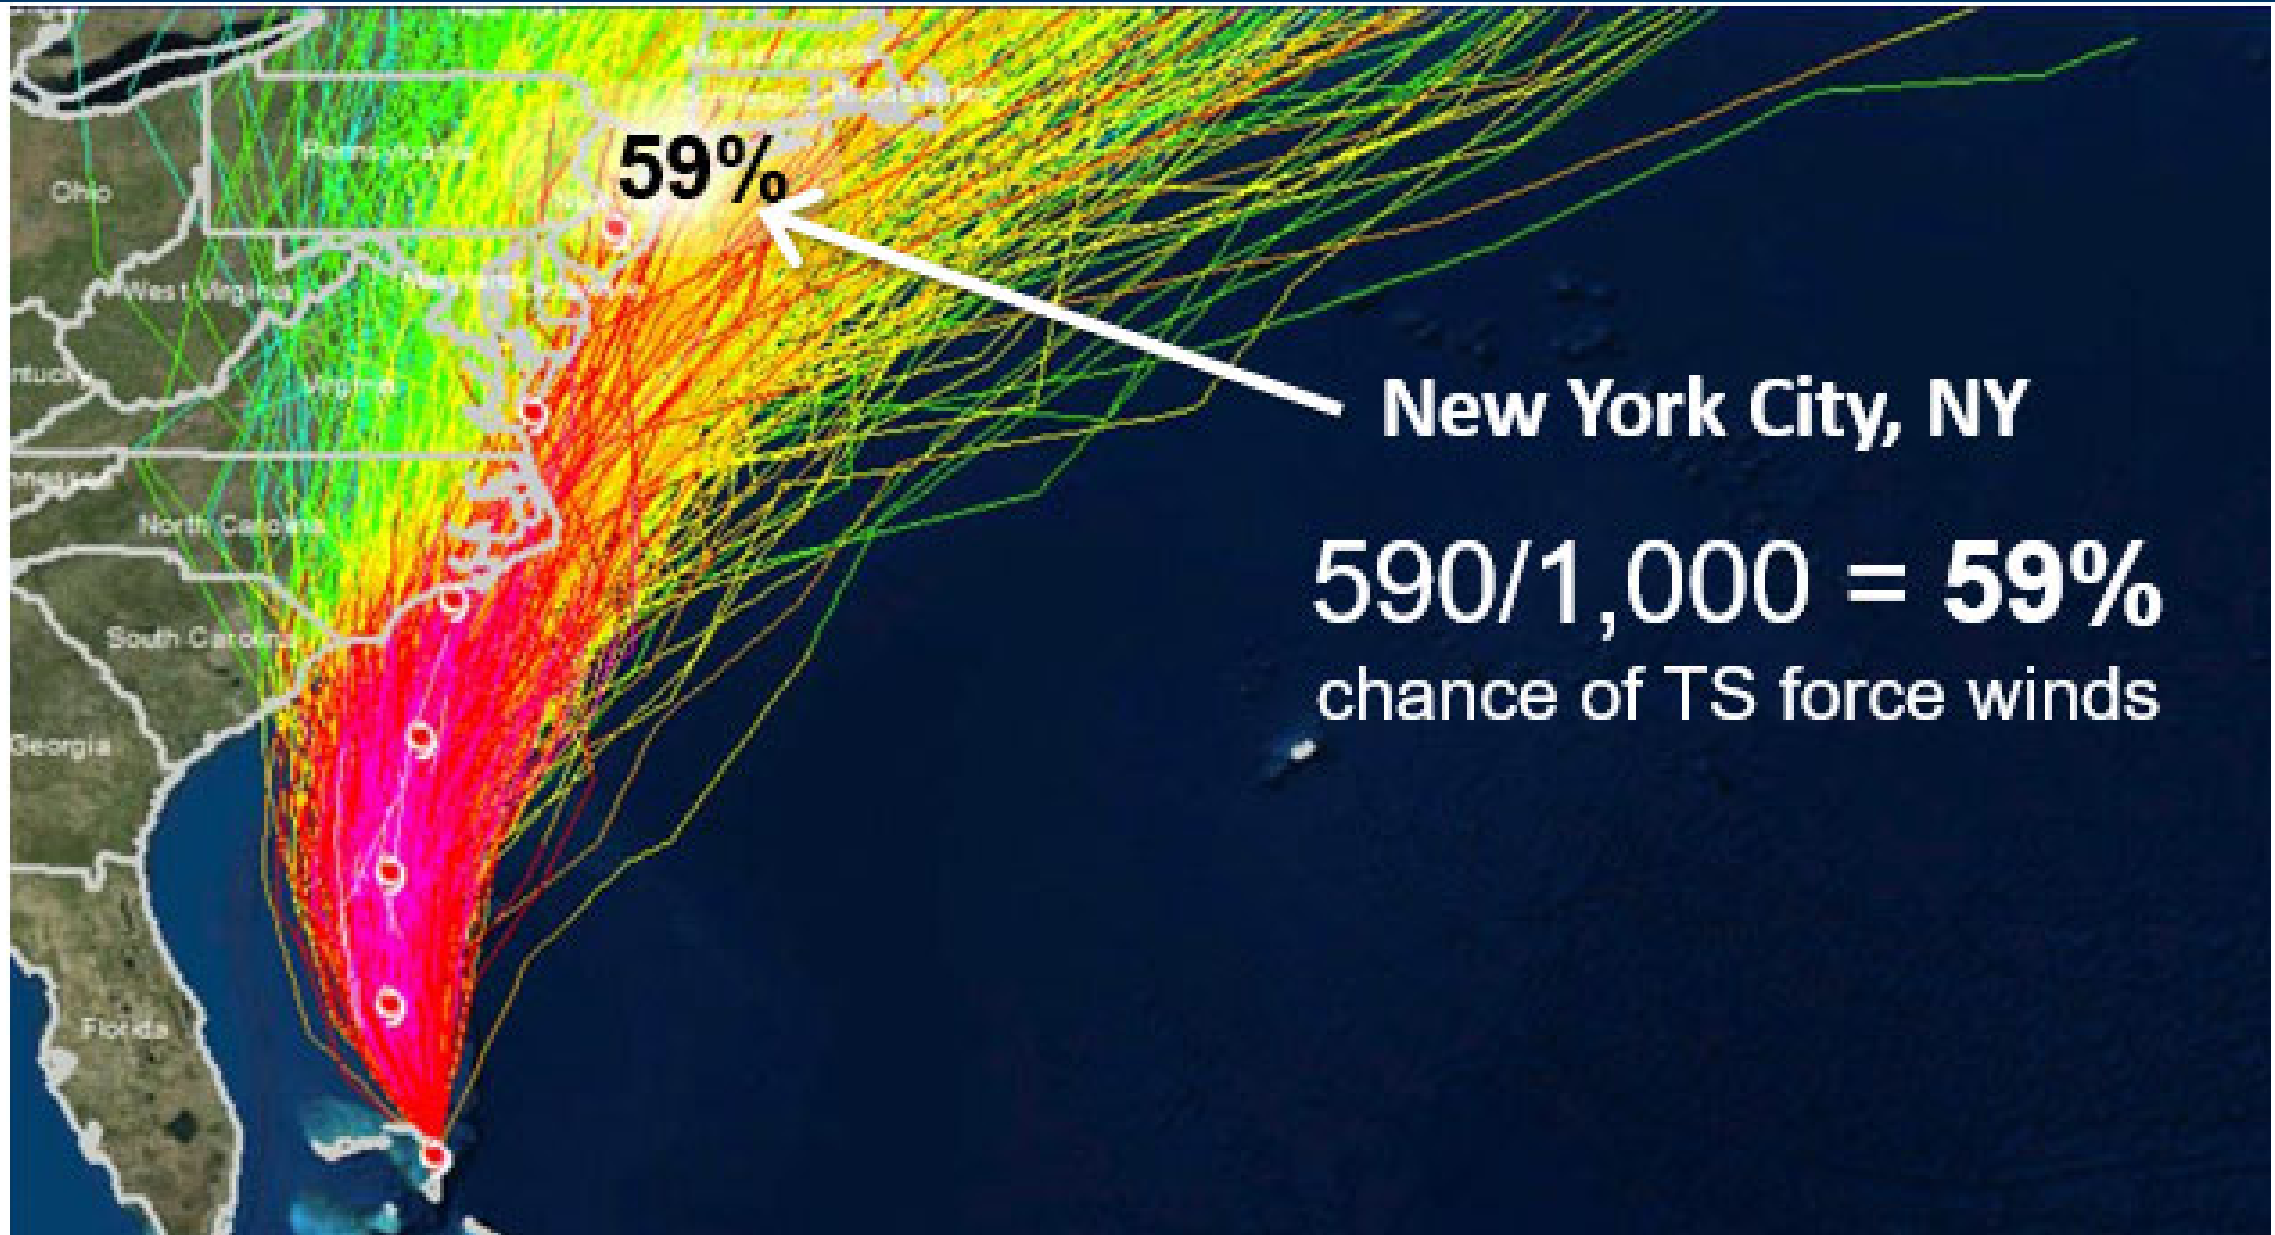 Pennsylvania
59%
Ohio
West Virginia
Maryland
Virginia
New York City, NY
North Carolina
590/1,000 = 59%
South Carolina
chance of TS force winds
Georgia
Florida